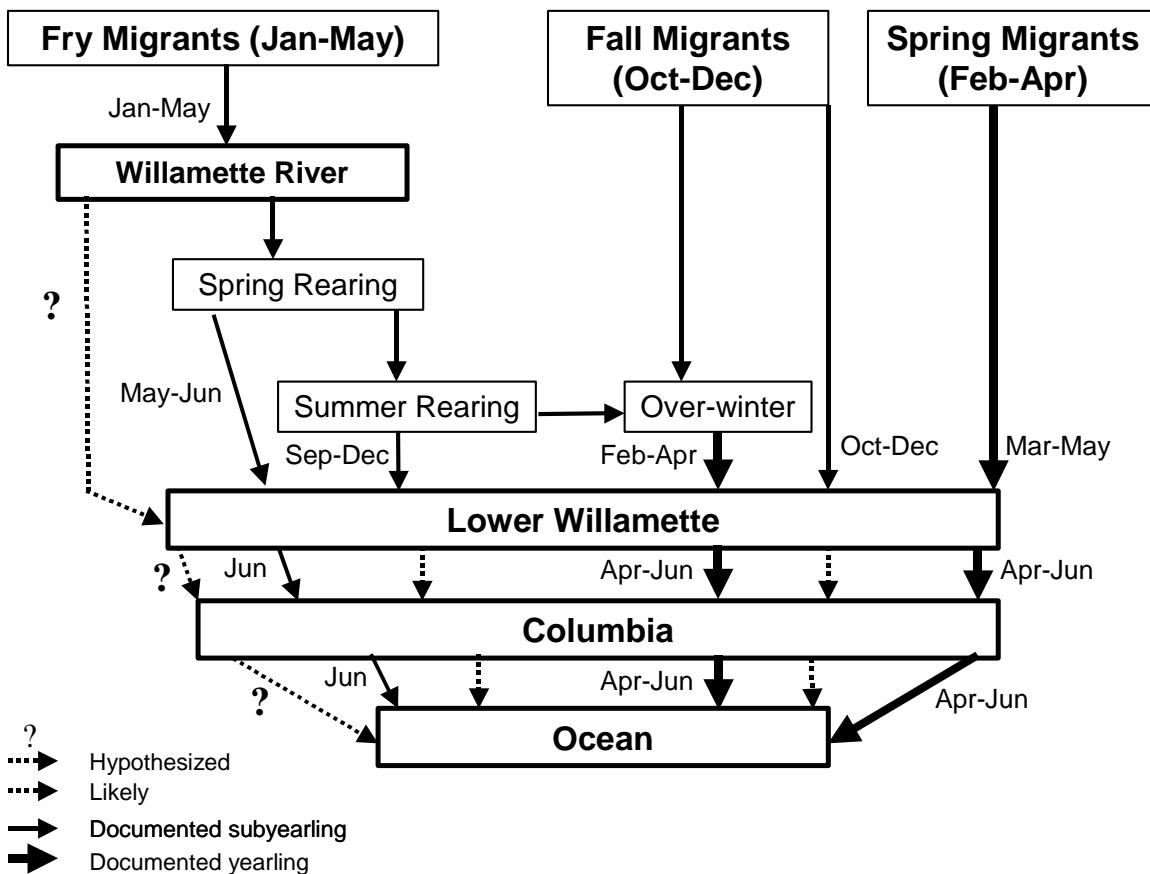 Fry Migrants (Jan-May)
Fall Migrants
(Oct-Dec)
Spring Migrants
(Feb-Apr)
Jan-May
Willamette River
Spring Rearing
?
May-Jun
Summer Rearing
Over-winter
Sep-Dec
Feb-Apr
Oct-Dec
Mar-May
Lower Willamette
?
Jun
Apr-Jun
Apr-Jun
Columbia
?
Jun
Apr-Jun
Apr-Jun
Ocean
?
Hypothesized
Likely
Documented subyearling
Documented yearling